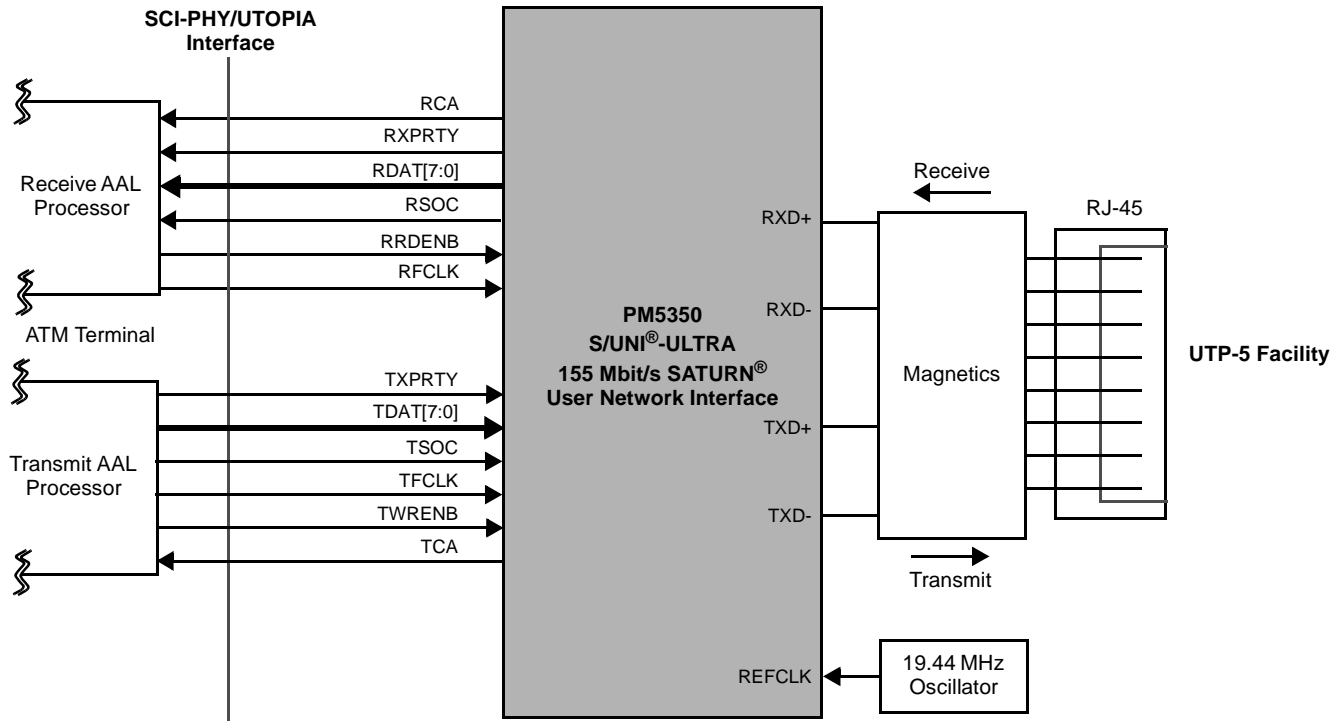 SCI-PHY/UTOPIA
Interface
RCA
RXPRTY
RDAT[7:0]
RSOC
RRDENB
RFCLK
Receive AAL
Processor
ATM Terminal
TXPRTY
TDAT[7:0]
TSOC
TFCLK
TWRENB
TCA
Transmit AAL
Processor
PM5350
S/UNI®-ULTRA
155 Mbit/s SATURN®
User Network Interface
RXD+
RXD-
TXD+
TXD-
REFCLK
Receive
Magnetics
Transmit
RJ-45
UTP-5 Facility
19.44 MHz
Oscillator